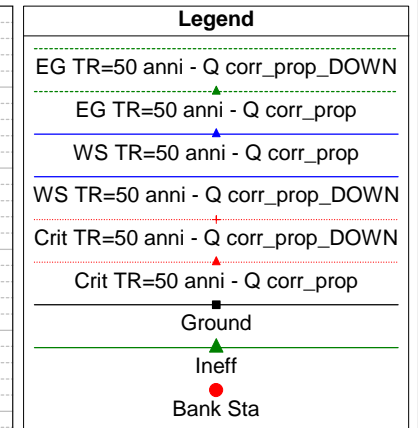 Legend
EG TR=50 anni - Q corr_prop_DOWN
EG TR=50 anni - Q corr_prop
WS TR=50 anni - Q corr_prop
WS TR=50 anni - Q corr_prop_DOWN
Crit TR=50 anni - Q corr_prop_DOWN
Crit TR=50 anni - Q corr_prop
Ground
Ineff
Bank Sta